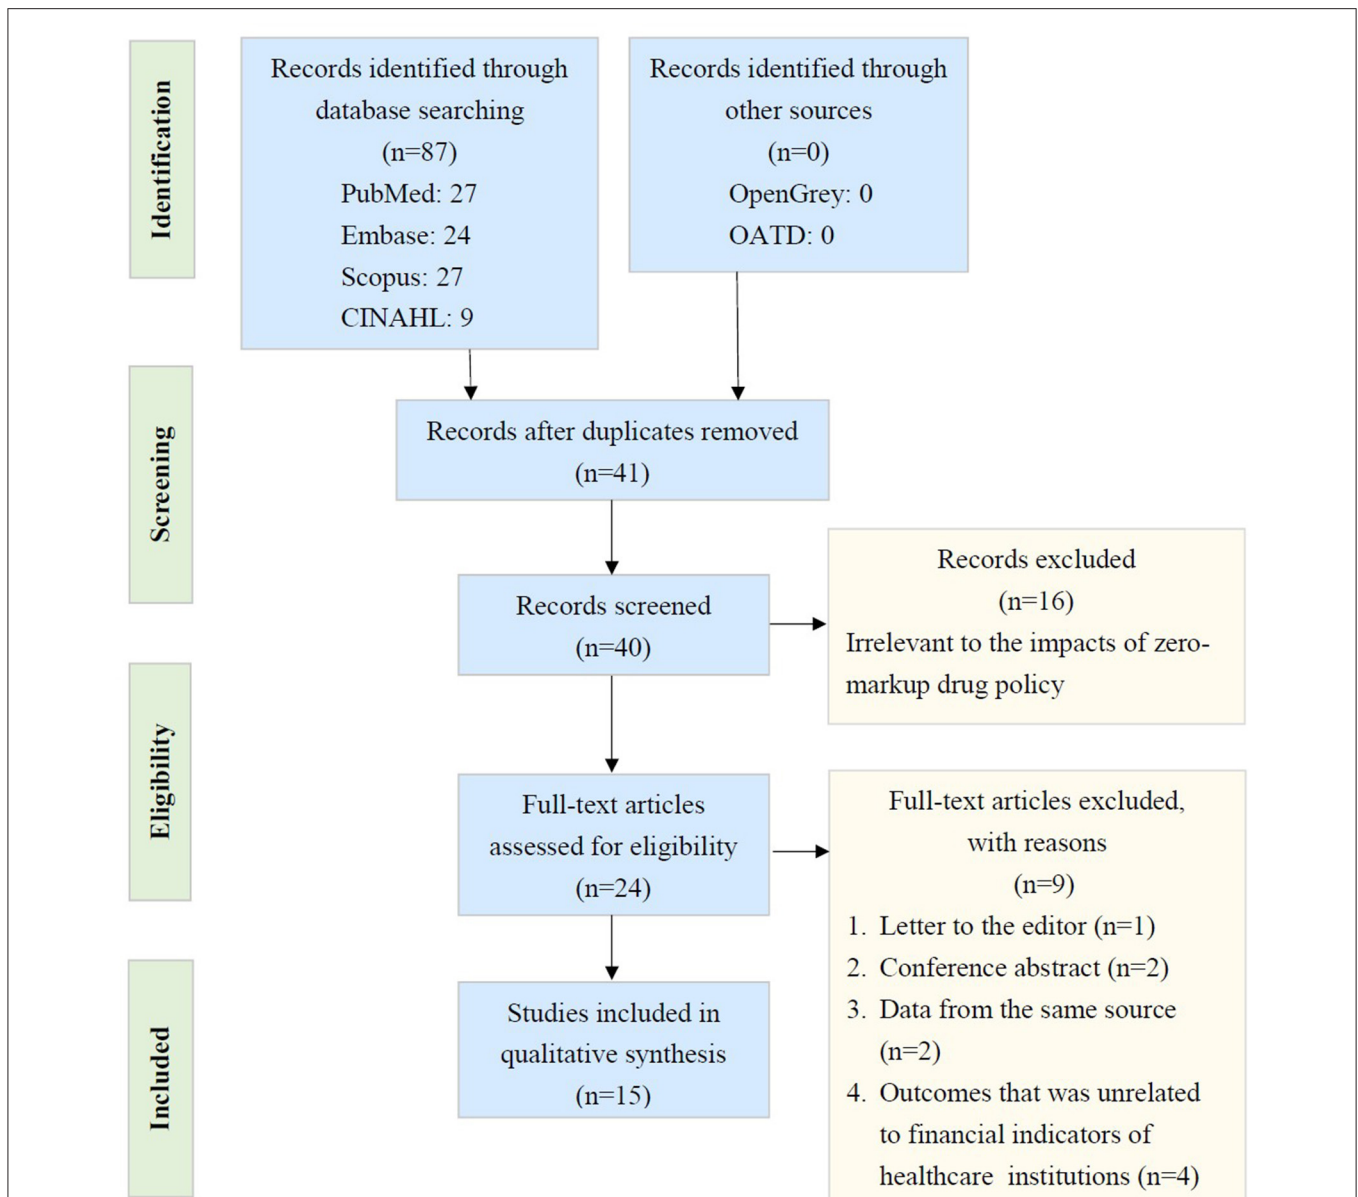 Identification
Records identified through
database searching
(n=87)
PubMed: 27
Embase: 24
Scopus: 27
CINAHL: 9
Records identified through
other sources
(n=0)
OpenGrey: 0
OATD: 0
Screening
Records after duplicates removed
(n=41)
Records screened
(n=40)
Records excluded
(n=16)
Irrelevant to the impacts of zero-
markup drug policy
Eligibility
Full-text articles
assessed for eligibility
(n=24)
Full-text articles excluded,
with reasons
(n=9)
1. Letter to the editor (n=1)
2. Conference abstract (n=2)
3. Data from the same source
(n=2)
4. Outcomes that was unrelated
to financial indicators of
healthcare institutions (n=4)
Included
Studies included in
qualitative synthesis
(n=15)